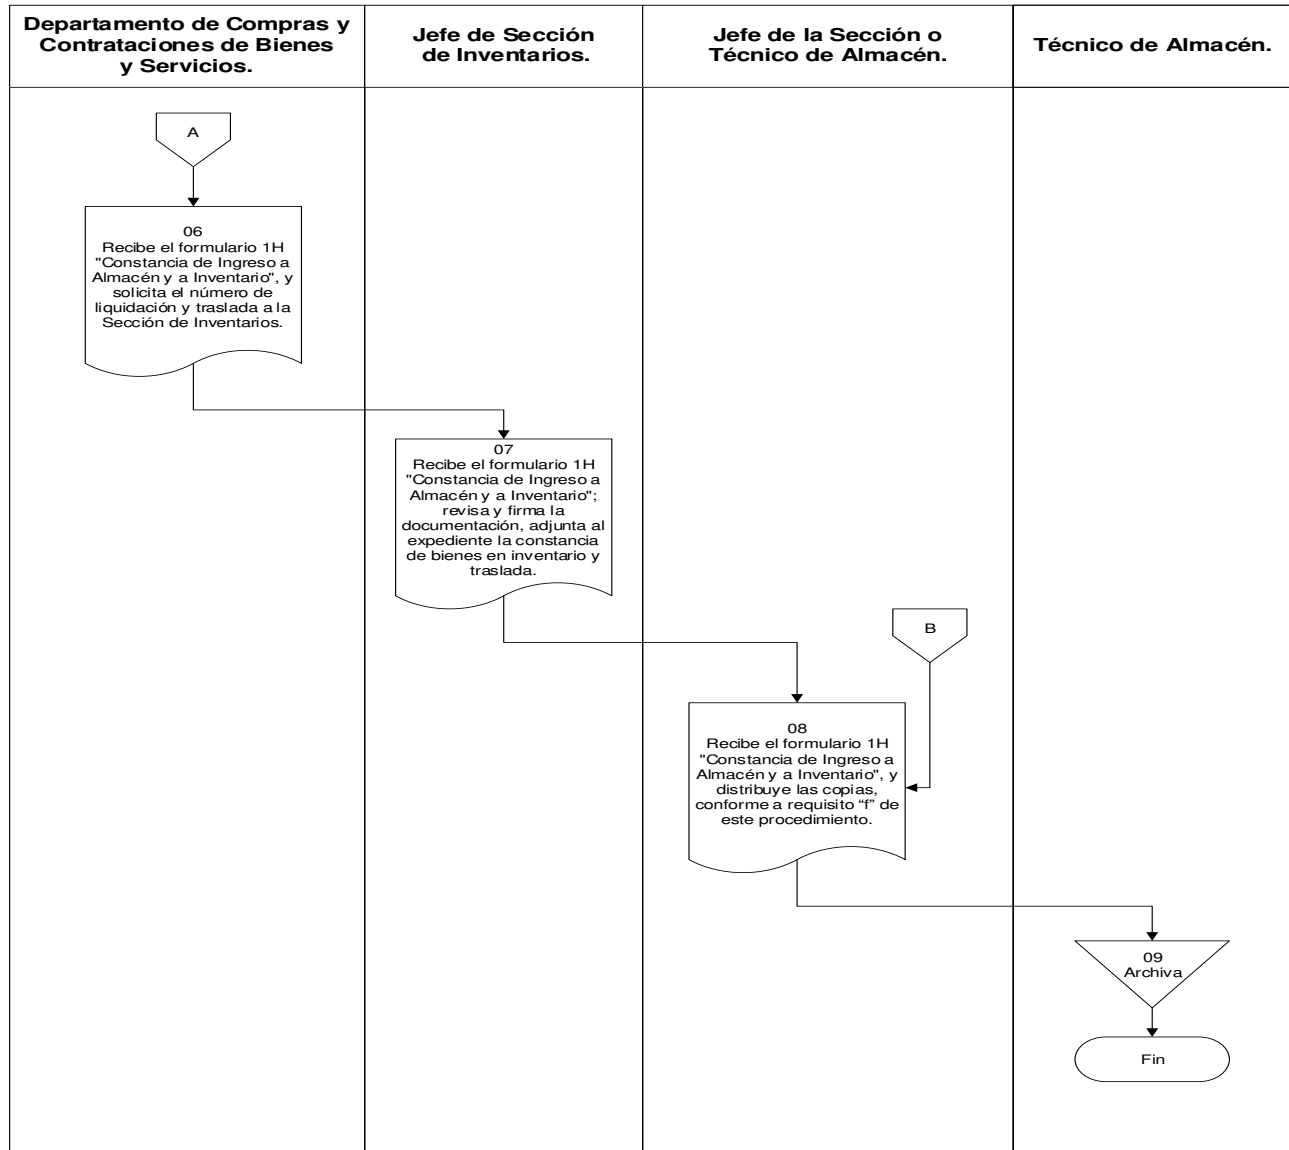 Departamento de Compras y
Contrataciones de Bienes
y Servicios.
Jefe de Sección
de Inventarios.
Jefe de la Sección o
Técnico de Almacén.
Técnico de Almacén.
A
06
Recibe el formulario 1H
"Constancia de Ingreso a
Almacén y a Inventario", y
solicita el número de
liquidación y traslada a la
Sección de Inventarios.
07
Recibe el formulario 1H
"Constancia de Ingreso a
Almacén y a Inventario";
revisa y firma la
documentación, adjunta al
expediente la constancia
de bienes en inventario y
traslada.
B
08
Recibe el formulario 1H
"Constancia de Ingreso a
Almacén y a Inventario", y
distribuye las copias,
conforme a requisito “f” de
este procedimiento.
09
Archiva
Fin